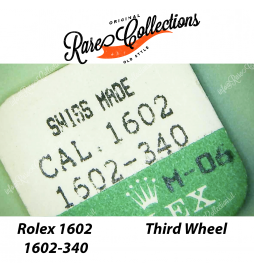 ORIGINAL
Rare Collections
OLD STYLE
SWISS MADE
CAL. 1602
1602-340
M-06
EX
Rolex 1602 Third Wheel
1602-340